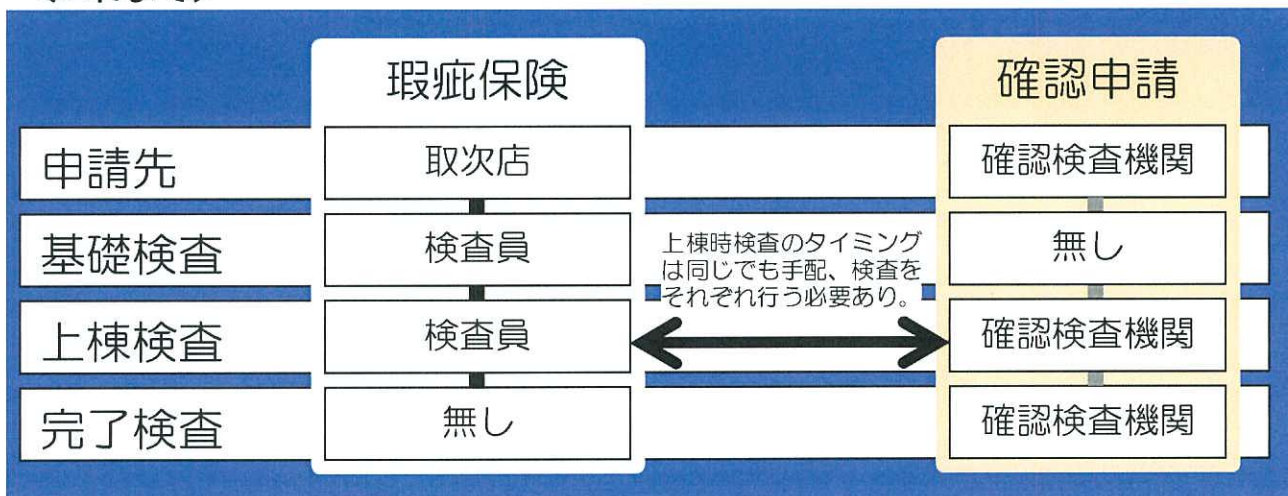 瑕疵保険
確認申請
申請先
取次店
確認検査機関
基礎検査
検査員
上棟時検査のタイミング
は同じでも手配、検査を
それぞれ行う必要あり。
無し
上棟検査
検査員
確認検査機関
完了検査
無し
確認検査機関